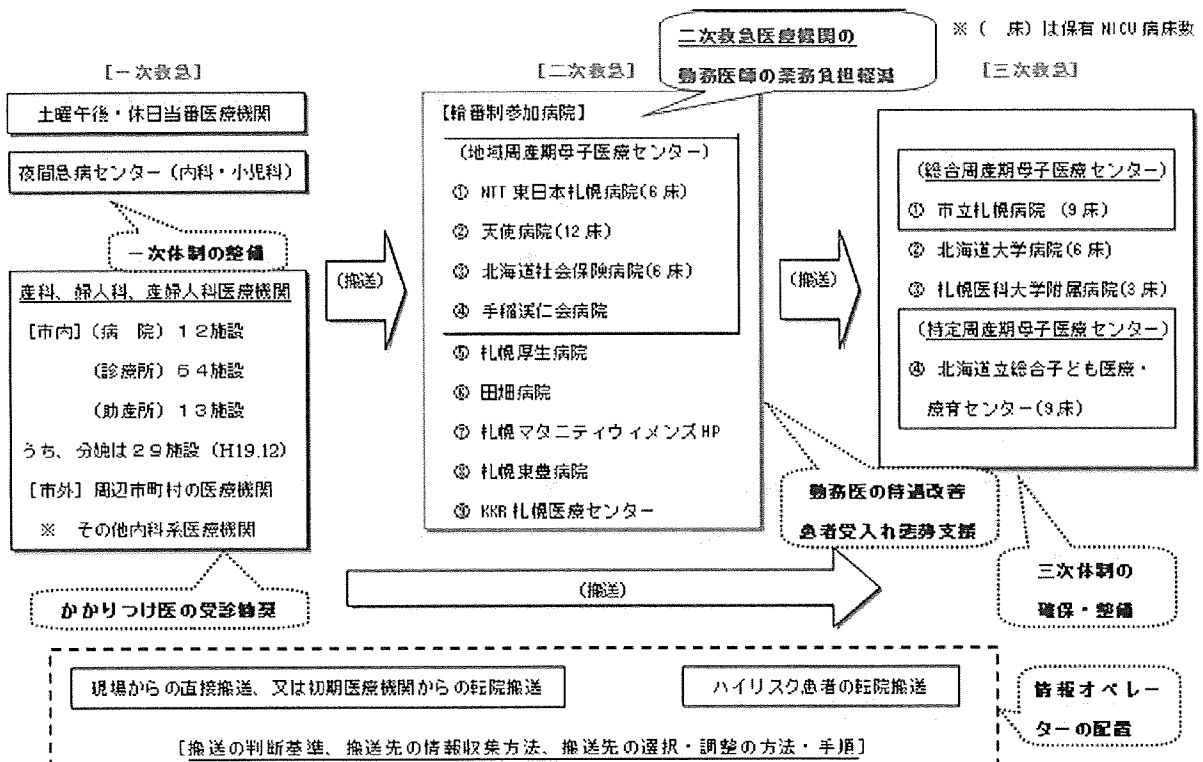 二次救急医療機関の
勤務医師の業務負担軽減
※（　床）は保有 NICU 病床数
［一次救急］
土曜午後・休日当番医療機関
夜間急病センター（内科・小児科）
一次体制の整備
産科、婦人科、産婦人科医療機関
［市内］（病　院）１２施設
（診療所）５４施設
（助産所）１３施設
うち、分娩は２９施設（H19.12）
［市外］周辺市町村の医療機関
※　その他内科系医療機関
かかりつけ医の受診勧奨
（搬送）
［二次救急］
［輪番制参加病院］
（地域周産期母子医療センター）
① NTT 東日本札幌病院(6 床)
② 天使病院(12 床)
③ 北海道社会保険病院(6 床)
④ 手稲渓仁会病院
⑤ 札幌厚生病院
⑥ 田畑病院
⑦ 札幌マタニティウィメンズHP
⑧ 札幌東豊病院
⑨ KKR 札幌医療センター
勤務医の待遇改善
患者受入れ態勢支援
（搬送）
［三次救急］
（総合周産期母子医療センター）
① 市立札幌病院（9 床）
② 北海道大学病院(6 床)
③ 札幌医科大学附属病院(3 床)
（特定周産期母子医療センター）
④ 北海道立総合子ども医療・
療育センター(9 床)
三次体制の
確保・整備
（搬送）
現場からの直接搬送、又は初期医療機関からの転院搬送
ハイリスク患者の転院搬送
［搬送の判断基準、搬送先の情報収集方法、搬送先の選択・調整の方法・手順］
情報オペレー
ターの配置